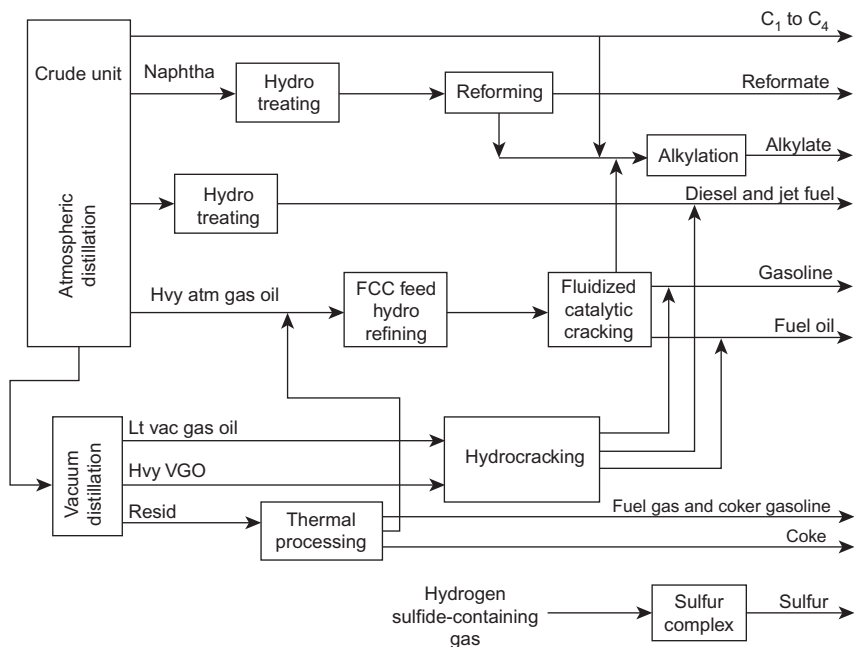 C1 to C4
Crude unit
Naphtha
Hydro
treating
Reforming
Reformate
Alkylation
Alkylate
Atmospheric
distillation
Hydro
treating
Diesel and jet fuel
Hvy atm gas oil
FCC feed
hydro
refining
Fluidized
catalytic
cracking
Gasoline
Fuel oil
Vacuum
distillation
Lt vac gas oil
Hvy VGO
Resid
Hydrocracking
Thermal
processing
Fuel gas and coker gasoline
Coke
Hydrogen
sulfide-containing
gas
Sulfur
complex
Sulfur